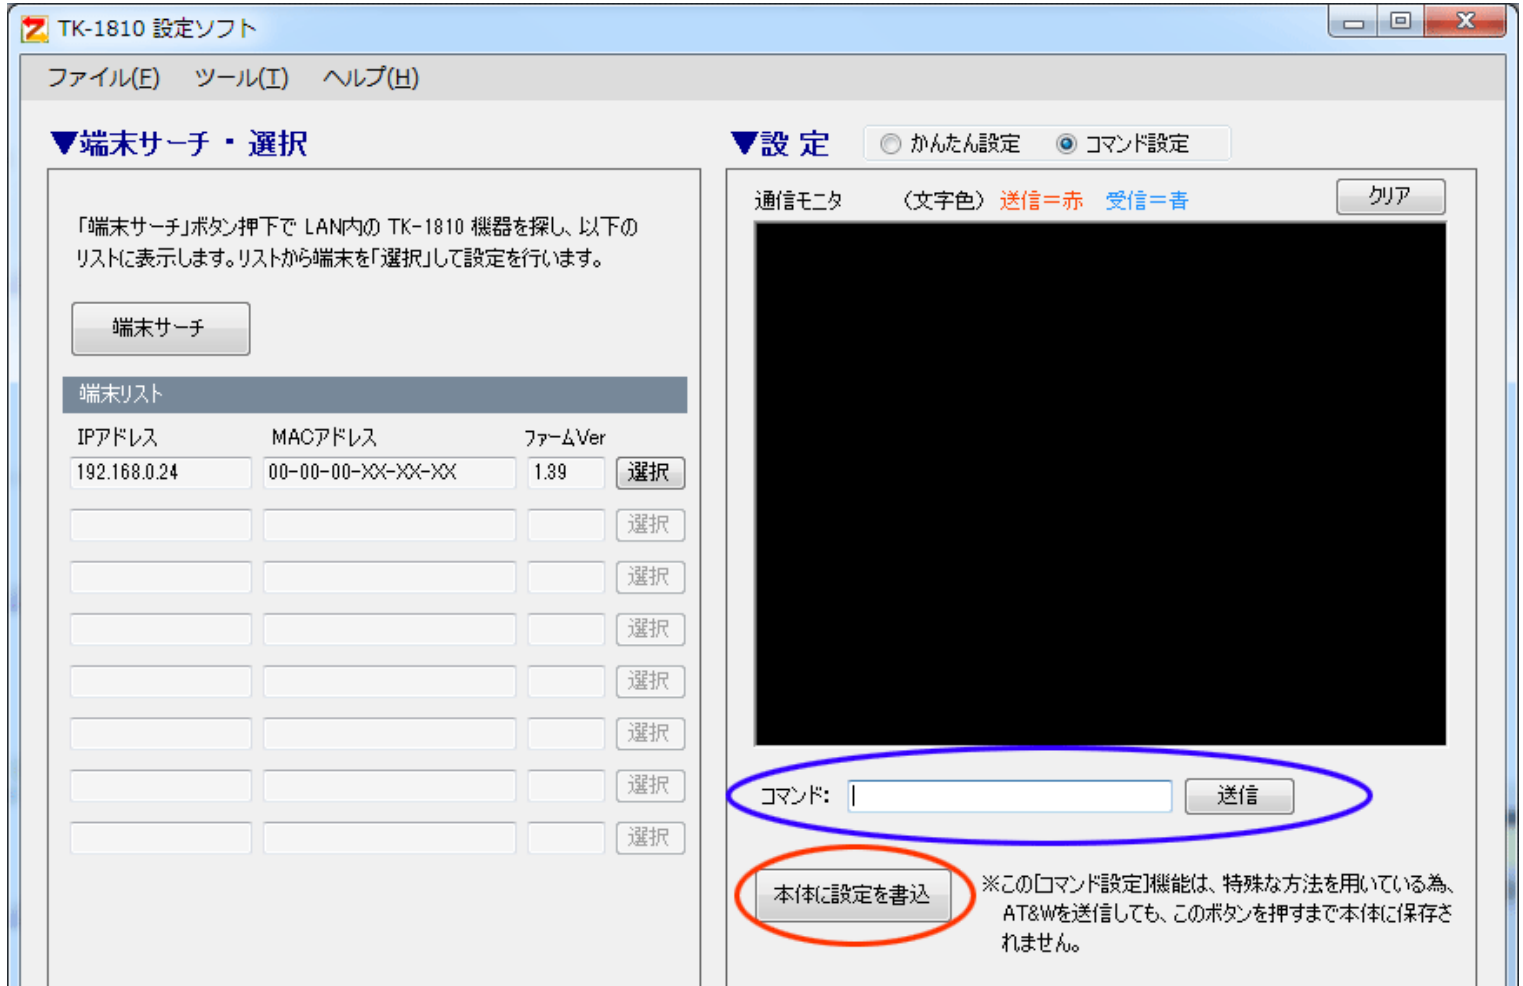 TK-1810 設定ソフト
ファイル(F) ツール(T) ヘルプ(H)
▼端末サーチ・選択
「端末サーチ」ボタン押下で LAN内の TK-1810 機器を探し、以下の
リストに表示します。リストから端末を「選択」して設定を行います。
端末サーチ
端末リスト
IPアドレス MACアドレス ファームVer
192.168.0.24 00-00-00-XX-XX-XX 1.39 選択
選択
選択
選択
選択
選択
選択
選択
▼設 定 かんたん設定 コマンド設定
通信モニタ (文字色) 送信=赤 受信=青 クリア
コマンド: 送信
本体に設定を書込
※この[コマンド設定]機能は、特殊な方法を用いている為、
AT&Wを送信しても、このボタンを押すまで本体に保存さ
れません。